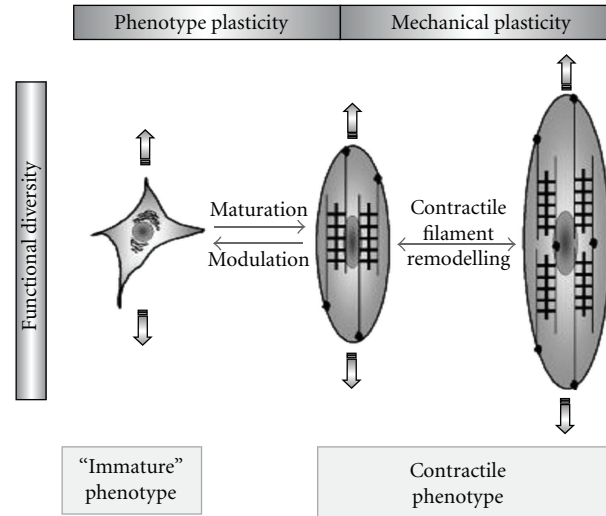 Phenotype plasticity
Mechanical plasticity
Functional diversity
Maturation
Modulation
Contractile
filament
remodelling
"Immature"
phenotype
Contractile
phenotype